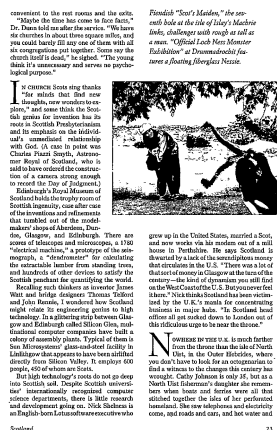 convenient to the rest rooms and the exits.
"Maybe the time has come to face facts,"
Dr. Dunn told me after the service. "We have
six churches in about three square miles, and
you could barely fill any one of them with all
six congregations put together. Some say the
church itself is dead," he sighed. "The young
think it's unnecessary and serves no psycho-
logical purpose."
IN CHURCH Scots sing thanks
"for minds that find new
thoughts, new wonders to ex-
plore," and some think the Scot-
tish genius for invention has its
roots in Scottish Presbyterianism
and its emphasis on the individ-
ual's unmediated relationship
with God. (A case in point was
Charles Piazzi Smyth, Astrono-
mer Royal of Scotland, who is
said to have ordered the construc-
tion of a camera strong enough
to record the Day of Judgment.)
Edinburgh's Royal Museum of
Scotland holds the trophy room of
Scottish ingenuity, case after case
of the inventions and refinements
that tumbled out of the model-
makers' shops of Aberdeen, Dun-
dee, Glasgow, and Edinburgh. There are
scores of telescopes and microscopes, a 1780
"electrical machine," a prototype of the seis-
mograph, a "dendrometer" for calculating
the extractable lumber from standing trees,
and hundreds of other devices to satisfy the
Scottish penchant for quantifying the world.
Recalling such thinkers as inventor James
Watt and bridge designers Thomas Telford
and John Rennie, I wondered how Scotland
might relate its engineering genius to high
technology. In a glittering strip between Glas-
gow and Edinburgh called Silicon Glen, mul-
tinational computer companies have built a
colony of assembly plants. Typical of them is
Sun Microsystems' glass-and-steel facility in
Linlithgow that appears to have been airlifted
directly from Silicon Valley. It employs 600
people, 450 of whom are Scots.
But high technology's roots do not go deep
into Scottish soil. Despite Scottish universi-
ties' internationally recognized computer
science departments, there is little research
and development going on. Nick Shelness is
an English-born Lotus software executive who
Fiendish "Scot's Maiden," the sev-
enth hole at the isle of Islay's Machrie
links, challenges with rough as tall as
a man. "Official Loch Ness Monster
Exhibition" at Drumnadrochit fea-
tures a floating fiberglass Nessie.
grew up in the United States, married a Scot,
and now works via his modem out of a mill
house in Perthshire. He says Scotland is
thwarted by a lack of the serendipitous money
that circulates in the U.S. "There was a lot of
that sort of money in Glasgow at the turn of the
century—the kind of dynamism you still find
on the West Coast of the U.S. But you never feel
it here." Nick thinks Scotland has been victim-
ized by the U.K.'s mania for concentrating
business in major hubs. "In Scotland head
offices all get sucked down to London out of
this ridiculous urge to be near the throne."
NOWHERE IN THE U.K. is much farther
from the throne than the isle of North
Uist, in the Outer Hebrides, where
you don't have to look for an octogenarian to
find a witness to the changes this century has
wrought. Cathy Johnson is only 35, but as a
North Uist fisherman's daughter she remem-
bers when boats and ferries were all that
stitched together the isles of her perforated
homeland. She saw telephones and electricity
come, and roads and cars, and hot water and
Scotland